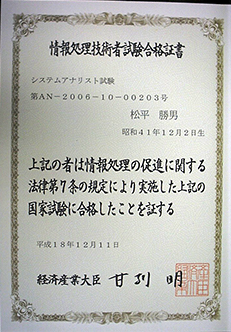 情報処理技術者試験合格証書
システムアナリスト試験
第AN-2006-10-00203号
松平 勝男
昭和41年12月2日生
上記の者は情報処理の促進に関する
法律第7条の規定により実施した上記の
国家試験に合格したことを証する
平成18年12月11日
経済産業大臣 甘利 明